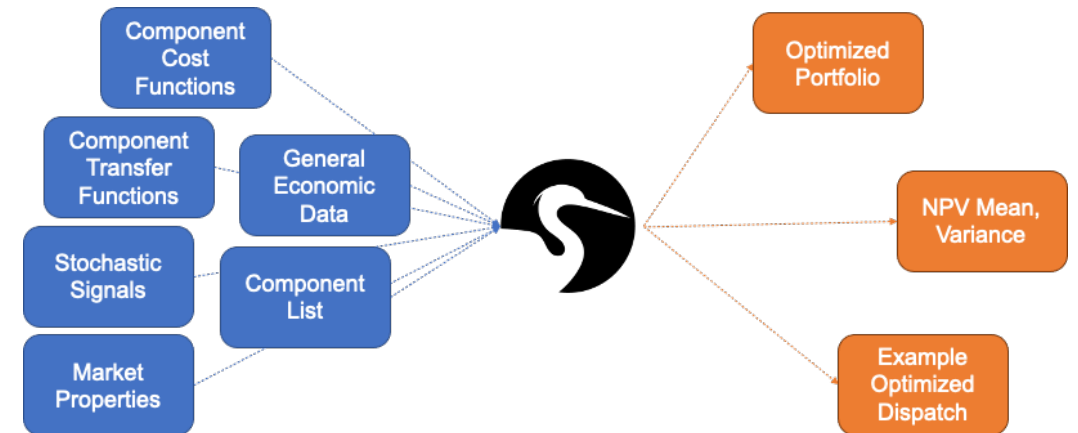 Component
Cost
Functions
Component
Transfer
Functions
General
Economic
Data
Stochastic
Signals
Component
List
Market
Properties
Optimized
Portfolio
NPV Mean,
Variance
Example
Optimized
Dispatch